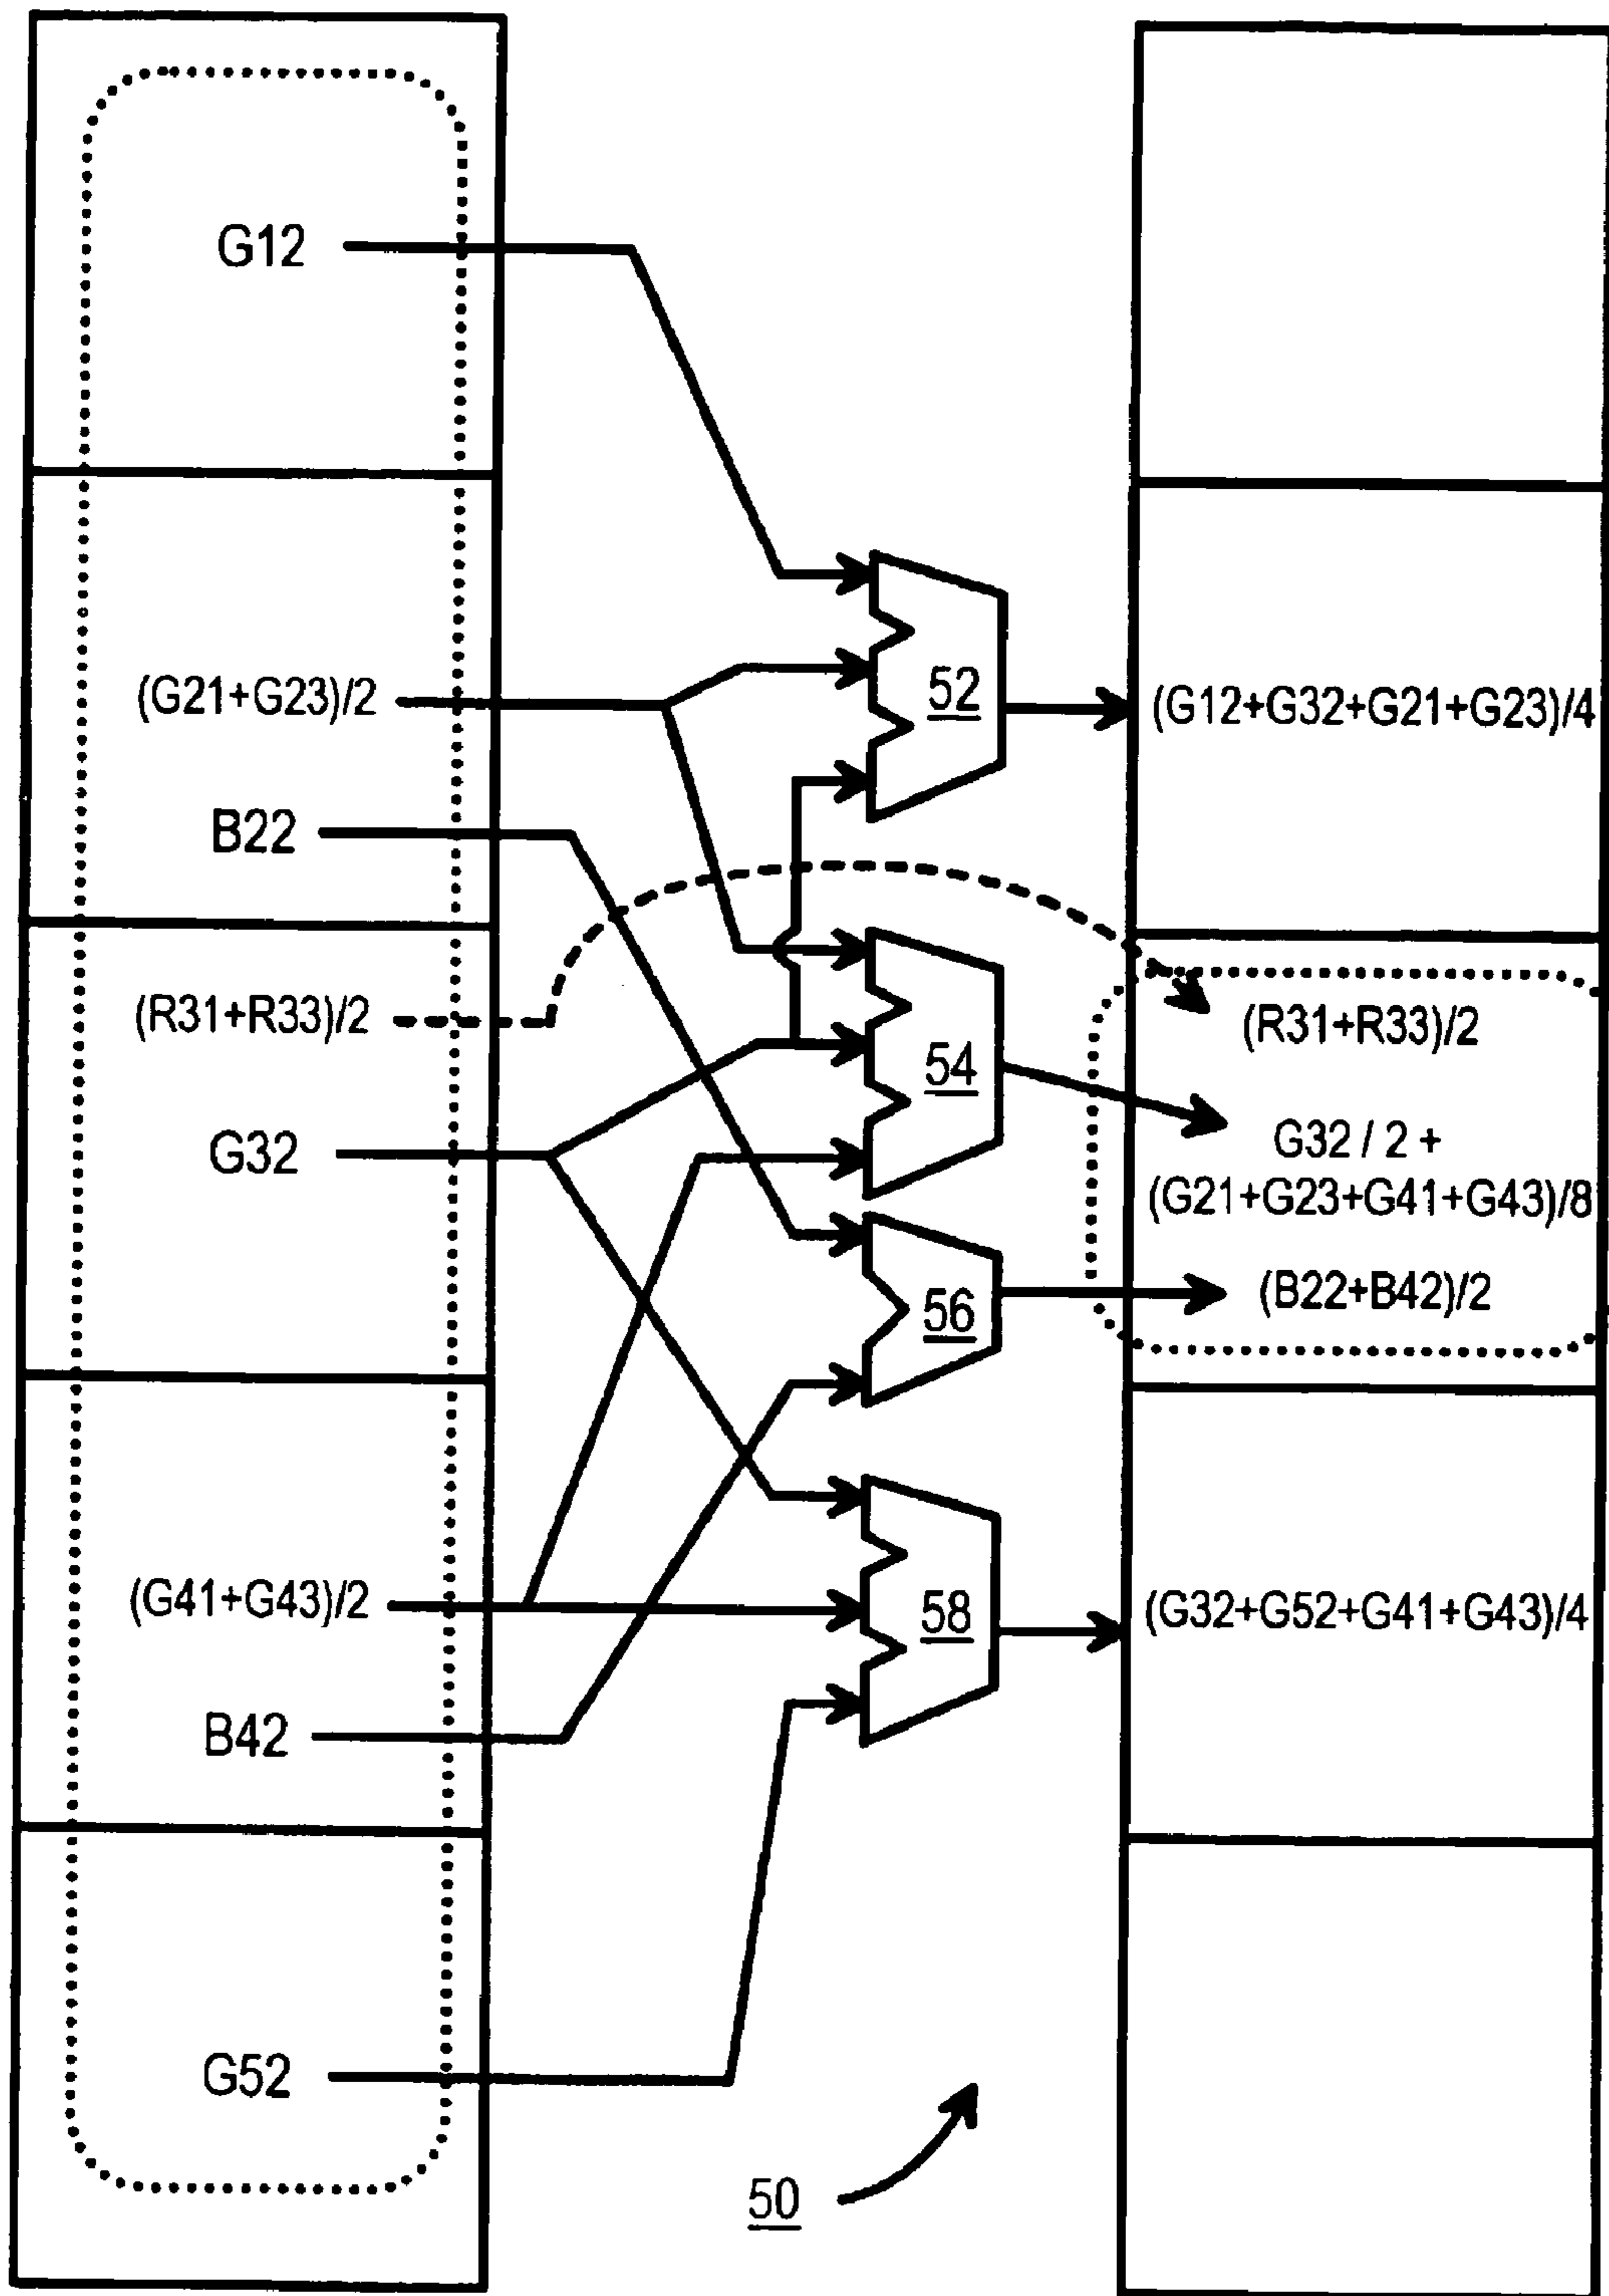 G12
(G21+G23)/2
B22
(R31+R33)/2
G32
(G41+G43)/2
B42
G52
52
54
56
58
50
(G12+G32+G21+G23)/4
(R31+R33)/2
G32 / 2 +
(G21+G23+G41+G43)/8
(B22+B42)/2
(G32+G52+G41+G43)/4